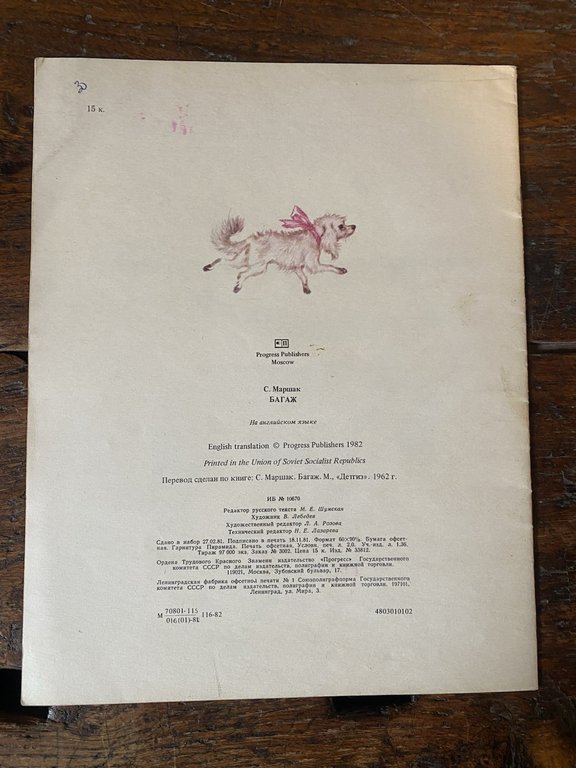 30
15 к.
Progress Publishers
Moscow
С. Маршак
БАГАЖ
На английском языке
English translation © Progress Publishers 1982
Printed in the Union of Soviet Socialist Republics
Перевод сделан по книге: С. Маршак. Багаж. М., «Детгиз». 1962 г.
ИБ № 10670
Редактор русского текста М. Е. Шумская
Художник В. Лебедев
Художественный редактор Л. А. Розова
Технический редактор Н. Е. Лазарева
Сдано в набор 27.02.81. Подписано в печать 18.11.81. Формат 60×90⅛. Бумага офсет-
ная. Гарнитура Пирамида. Печать офсетная. Условн. печ. л. 2,0. Уч.-изд. л. 1,36.
Тираж 97 000 экз. Заказ № 3002. Цена 15 к. Изд. № 33812.
Ордена Трудового Красного Знамени издательство «Прогресс» Государственного
комитета СССР по делам издательств, полиграфии и книжной торговли.
119021, Москва, Зубовский бульвар, 17.
Ленинградская фабрика офсетной печати № 1 Союзполиграфпрома Государственного
комитета СССР по делам издательств, полиграфии и книжной торговли. 197101,
Ленинград, ул. Мира, 3.
М 70801-115/016(01)-82 116-82
4803010102